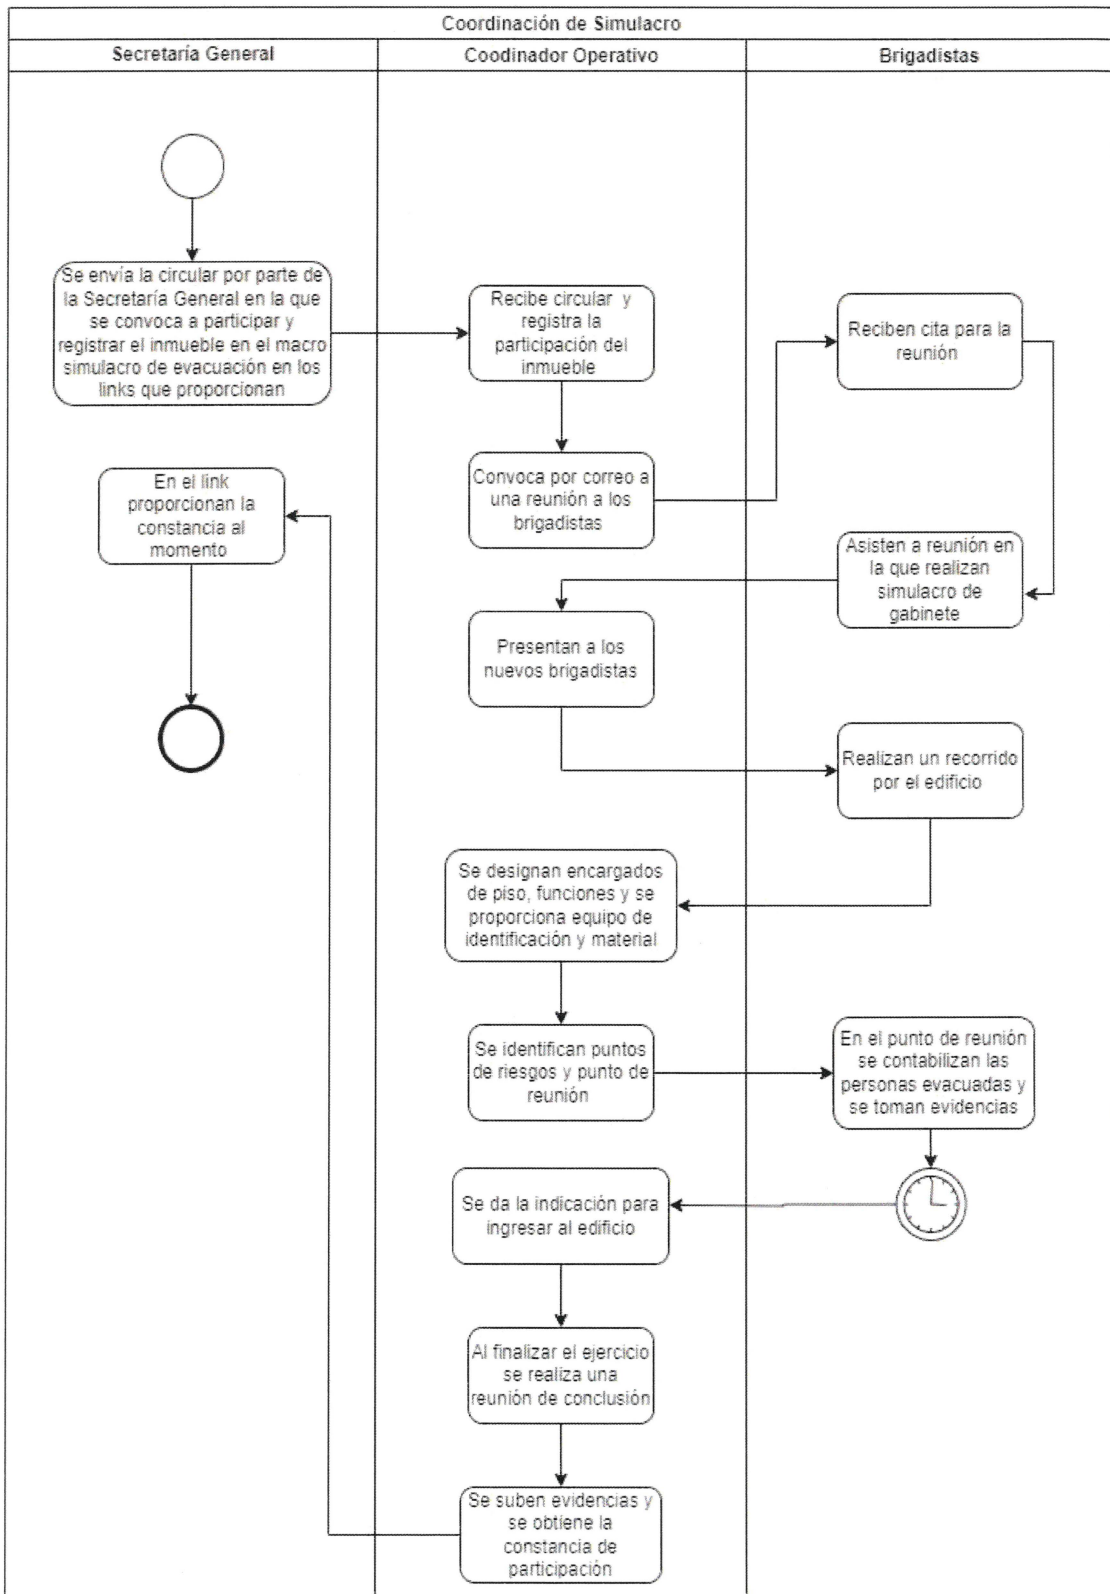 Coordinación de Simulacro
Secretaría General
Coodinador Operativo
Brigadistas
Se envía la circular por parte de
la Secretaría General en la que
se convoca a participar y
registrar el inmueble en el macro
simulacro de evacuación en los
links que proporcionan
Recibe circular y
registra la
participación del
inmueble
Reciben cita para la
reunión
Convoca por correo a
una reunión a los
brigadistas
En el link
proporcionan la
constancia al
momento
Asisten a reunión en
la que realizan
simulacro de
gabinete
Presentan a los
nuevos brigadistas
Realizan un recorrido
por el edificio
Se designan encargados
de piso, funciones y se
proporciona equipo de
identificación y material
Se identifican puntos
de riesgos y punto de
reunión
En el punto de reunión
se contabilizan las
personas evacuadas y
se toman evidencias
Se da la indicación para
ingresar al edificio
Al finalizar el ejercicio
se realiza una
reunión de conclusión
Se suben evidencias y
se obtiene la
constancia de
participación